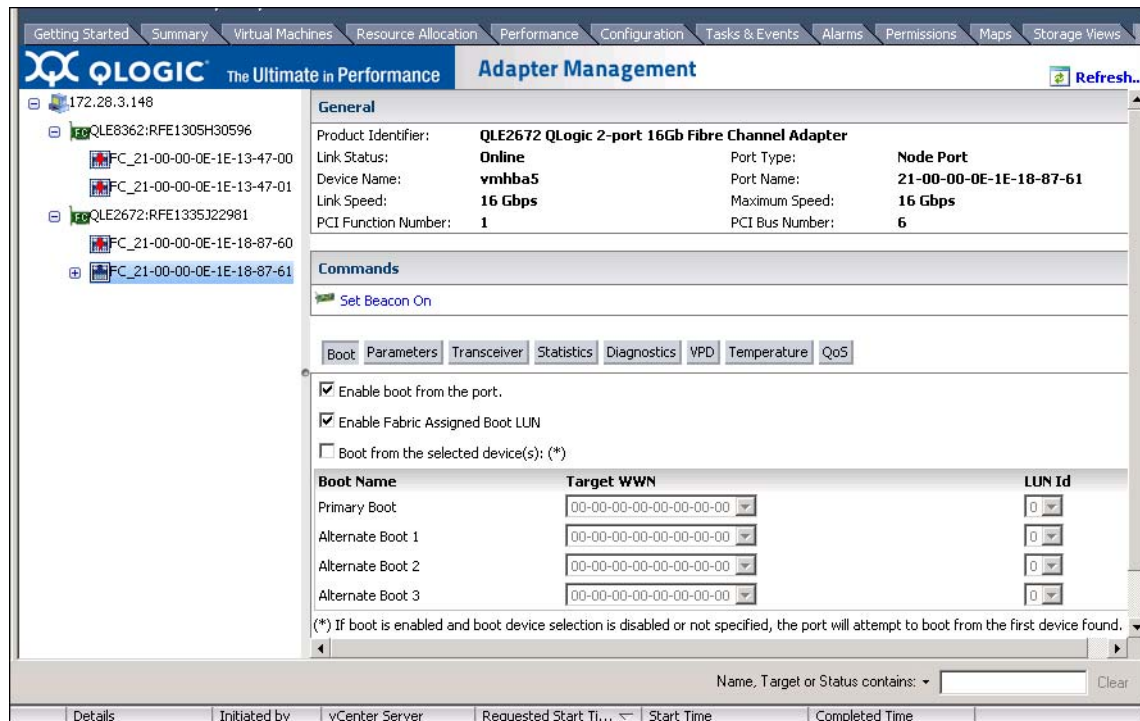 Getting Started Summary Virtual Machines Resource Allocation Performance Configuration Tasks & Events Alarms Permissions Maps Storage Views
QLOGIC The Ultimate in Performance Adapter Management
Refresh..
172.28.3.148
QLE8362:RFE1305H30596
FC_21-00-00-0E-1E-13-47-00
FC_21-00-00-0E-1E-13-47-01
QLE2672:RFE1335J22981
FC_21-00-00-0E-1E-18-87-60
FC_21-00-00-0E-1E-18-87-61
General
Product Identifier: QLE2672 QLogic 2-port 16Gb Fibre Channel Adapter
Link Status: Online Port Type: Node Port
Device Name: vmhba5 Port Name: 21-00-00-0E-1E-18-87-61
Link Speed: 16 Gbps Maximum Speed: 16 Gbps
PCI Function Number: 1 PCI Bus Number: 6
Commands
Set Beacon On
Boot Parameters Transceiver Statistics Diagnostics VPD Temperature QoS
Enable boot from the port.
Enable Fabric Assigned Boot LUN
Boot from the selected device(s): (*)
Boot Name Target WWN LUN Id
Primary Boot 00-00-00-00-00-00-00-00 0
Alternate Boot 1 00-00-00-00-00-00-00-00 0
Alternate Boot 2 00-00-00-00-00-00-00-00 0
Alternate Boot 3 00-00-00-00-00-00-00-00 0
(*) If boot is enabled and boot device selection is disabled or not specified, the port will attempt to boot from the first device found.
Name, Target or Status contains: Clear
Details Initiated by vCenter Server Requested Start Ti... Start Time Completed Time